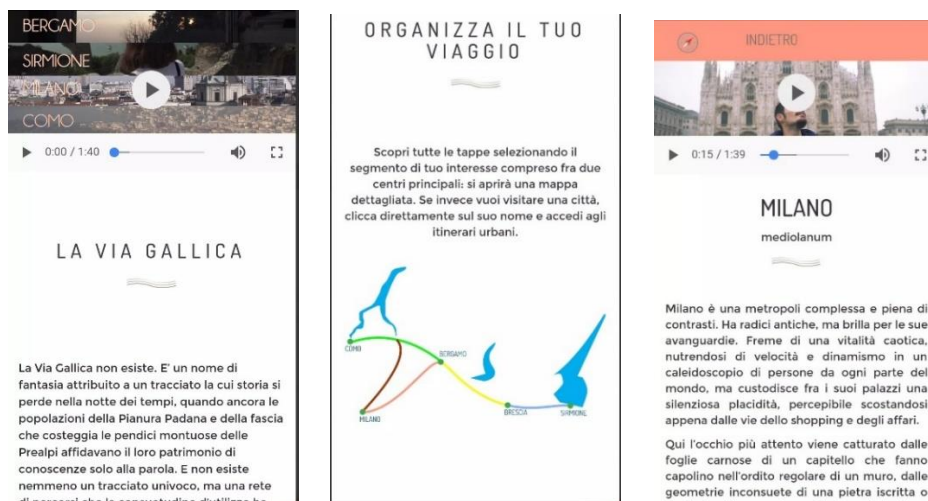 BERGAMO
SIRMIONE
MILANO
COMO
0:00 / 1:40
LA VIA GALLICA
La Via Gallica non esiste. E' un nome di
fantasia attribuito a un tracciato la cui storia si
perde nella notte dei tempi, quando ancora le
popolazioni della Pianura Padana e della fascia
che costeggia le pendici montuose delle
Prealpi affidavano il loro patrimonio di
conoscenze solo alla parola. E non esiste
nemmeno un tracciato univoco, ma una rete
ORGANIZZA IL TUO
VIAGGIO
Scopri tutte le tappe selezionando il
segmento di tuo interesse compreso fra due
centri principali: si aprirà una mappa
dettagliata. Se invece vuoi visitare una città,
clicca direttamente sul suo nome e accedi agli
itinerari urbani.
COMO
BERGAMO
MILANO
BRESCIA
SIRMIONE
INDIETRO
0:15 / 1:39
MILANO
mediolanum
Milano è una metropoli complessa e piena di
contrasti. Ha radici antiche, ma brilla per le sue
avanguardie. Freme di una vitalità caotica,
nutrendosi di velocità e dinamismo in un
caleidoscopio di persone da ogni parte del
mondo, ma custodisce fra i suoi palazzi una
silenziosa placidità, percepibile scostandosi
appena dalle vie dello shopping e degli affari.
Qui l'occhio più attento viene catturato dalle
foglie carnose di un capitello che fanno
capolino nell'ordito regolare di un muro, dalle
geometrie inconsuete di una pietra iscritta o